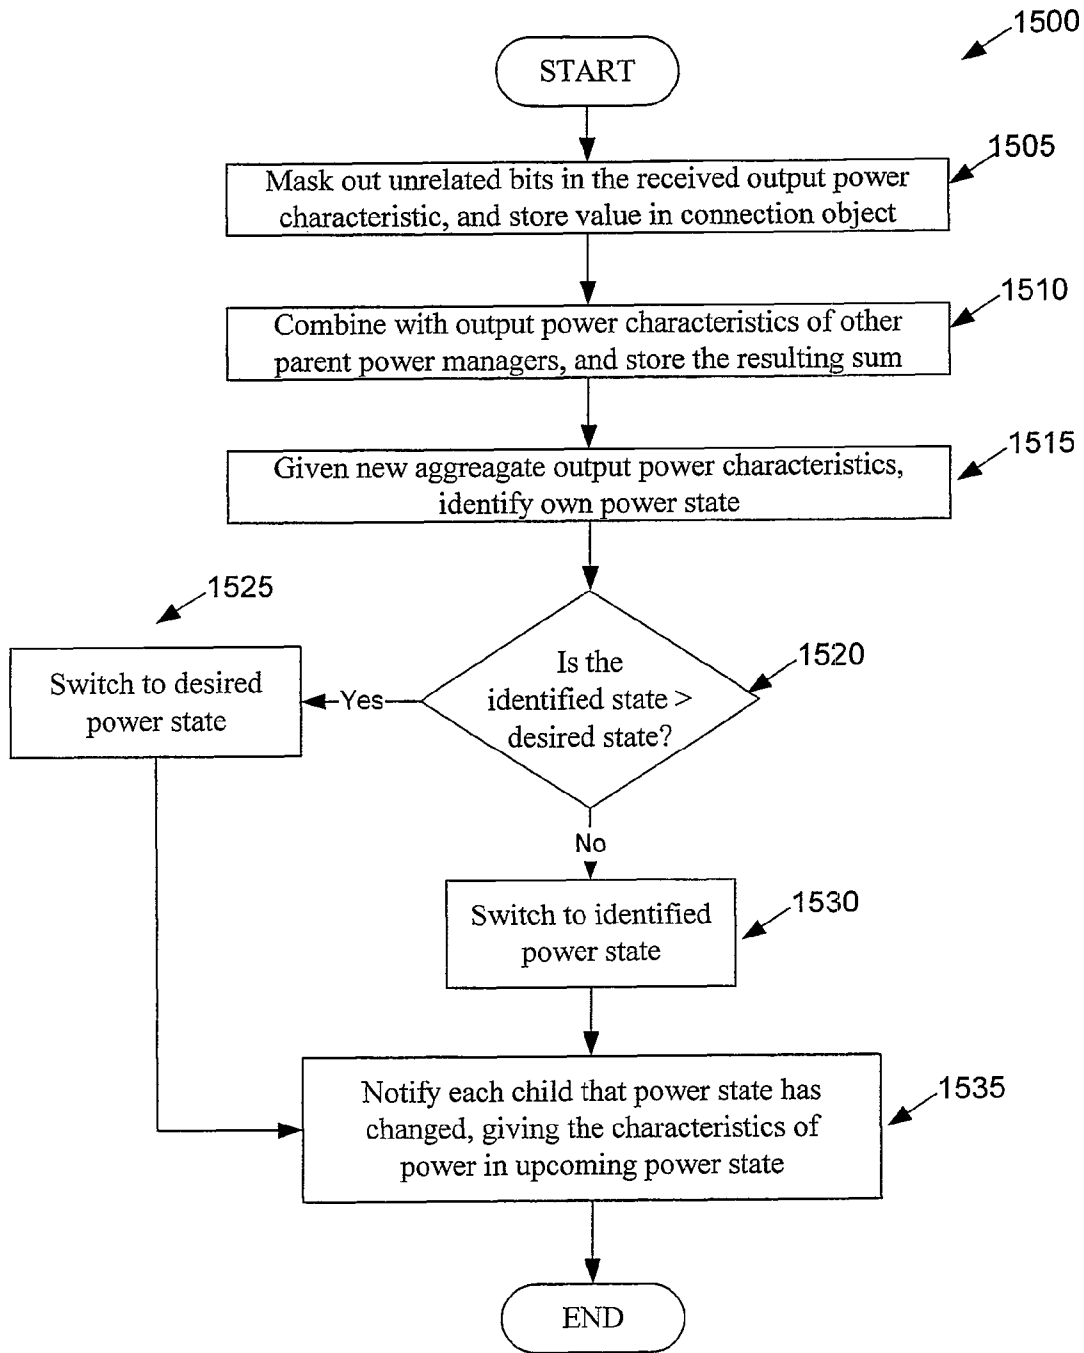 1500
START
1505
Mask out unrelated bits in the received output power
characteristic, and store value in connection object
1510
Combine with output power characteristics of other
parent power managers, and store the resulting sum
1515
Given new aggreagate output power characteristics,
identify own power state
1525
Switch to desired
power state
Yes
Is the
identified state >
desired state?
1520
No
Switch to identified
power state
1530
Notify each child that power state has
changed, giving the characteristics of
power in upcoming power state
1535
END